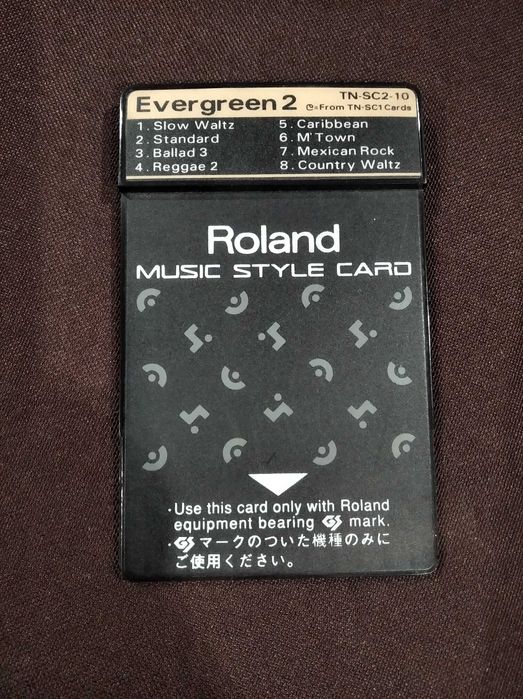 Evergreen 2
TN-SC2-10
=From TN-SC1 Cards
1. Slow Waltz
2. Standard
3. Ballad 3
4. Reggae 2
5. Caribbean
6. M'Town
7. Mexican Rock
8. Country Waltz
Roland
MUSIC STYLE CARD
·Use this card only with Roland
equipment bearing GS mark.
·GS マークのついた機種のみに
ご使用ください。